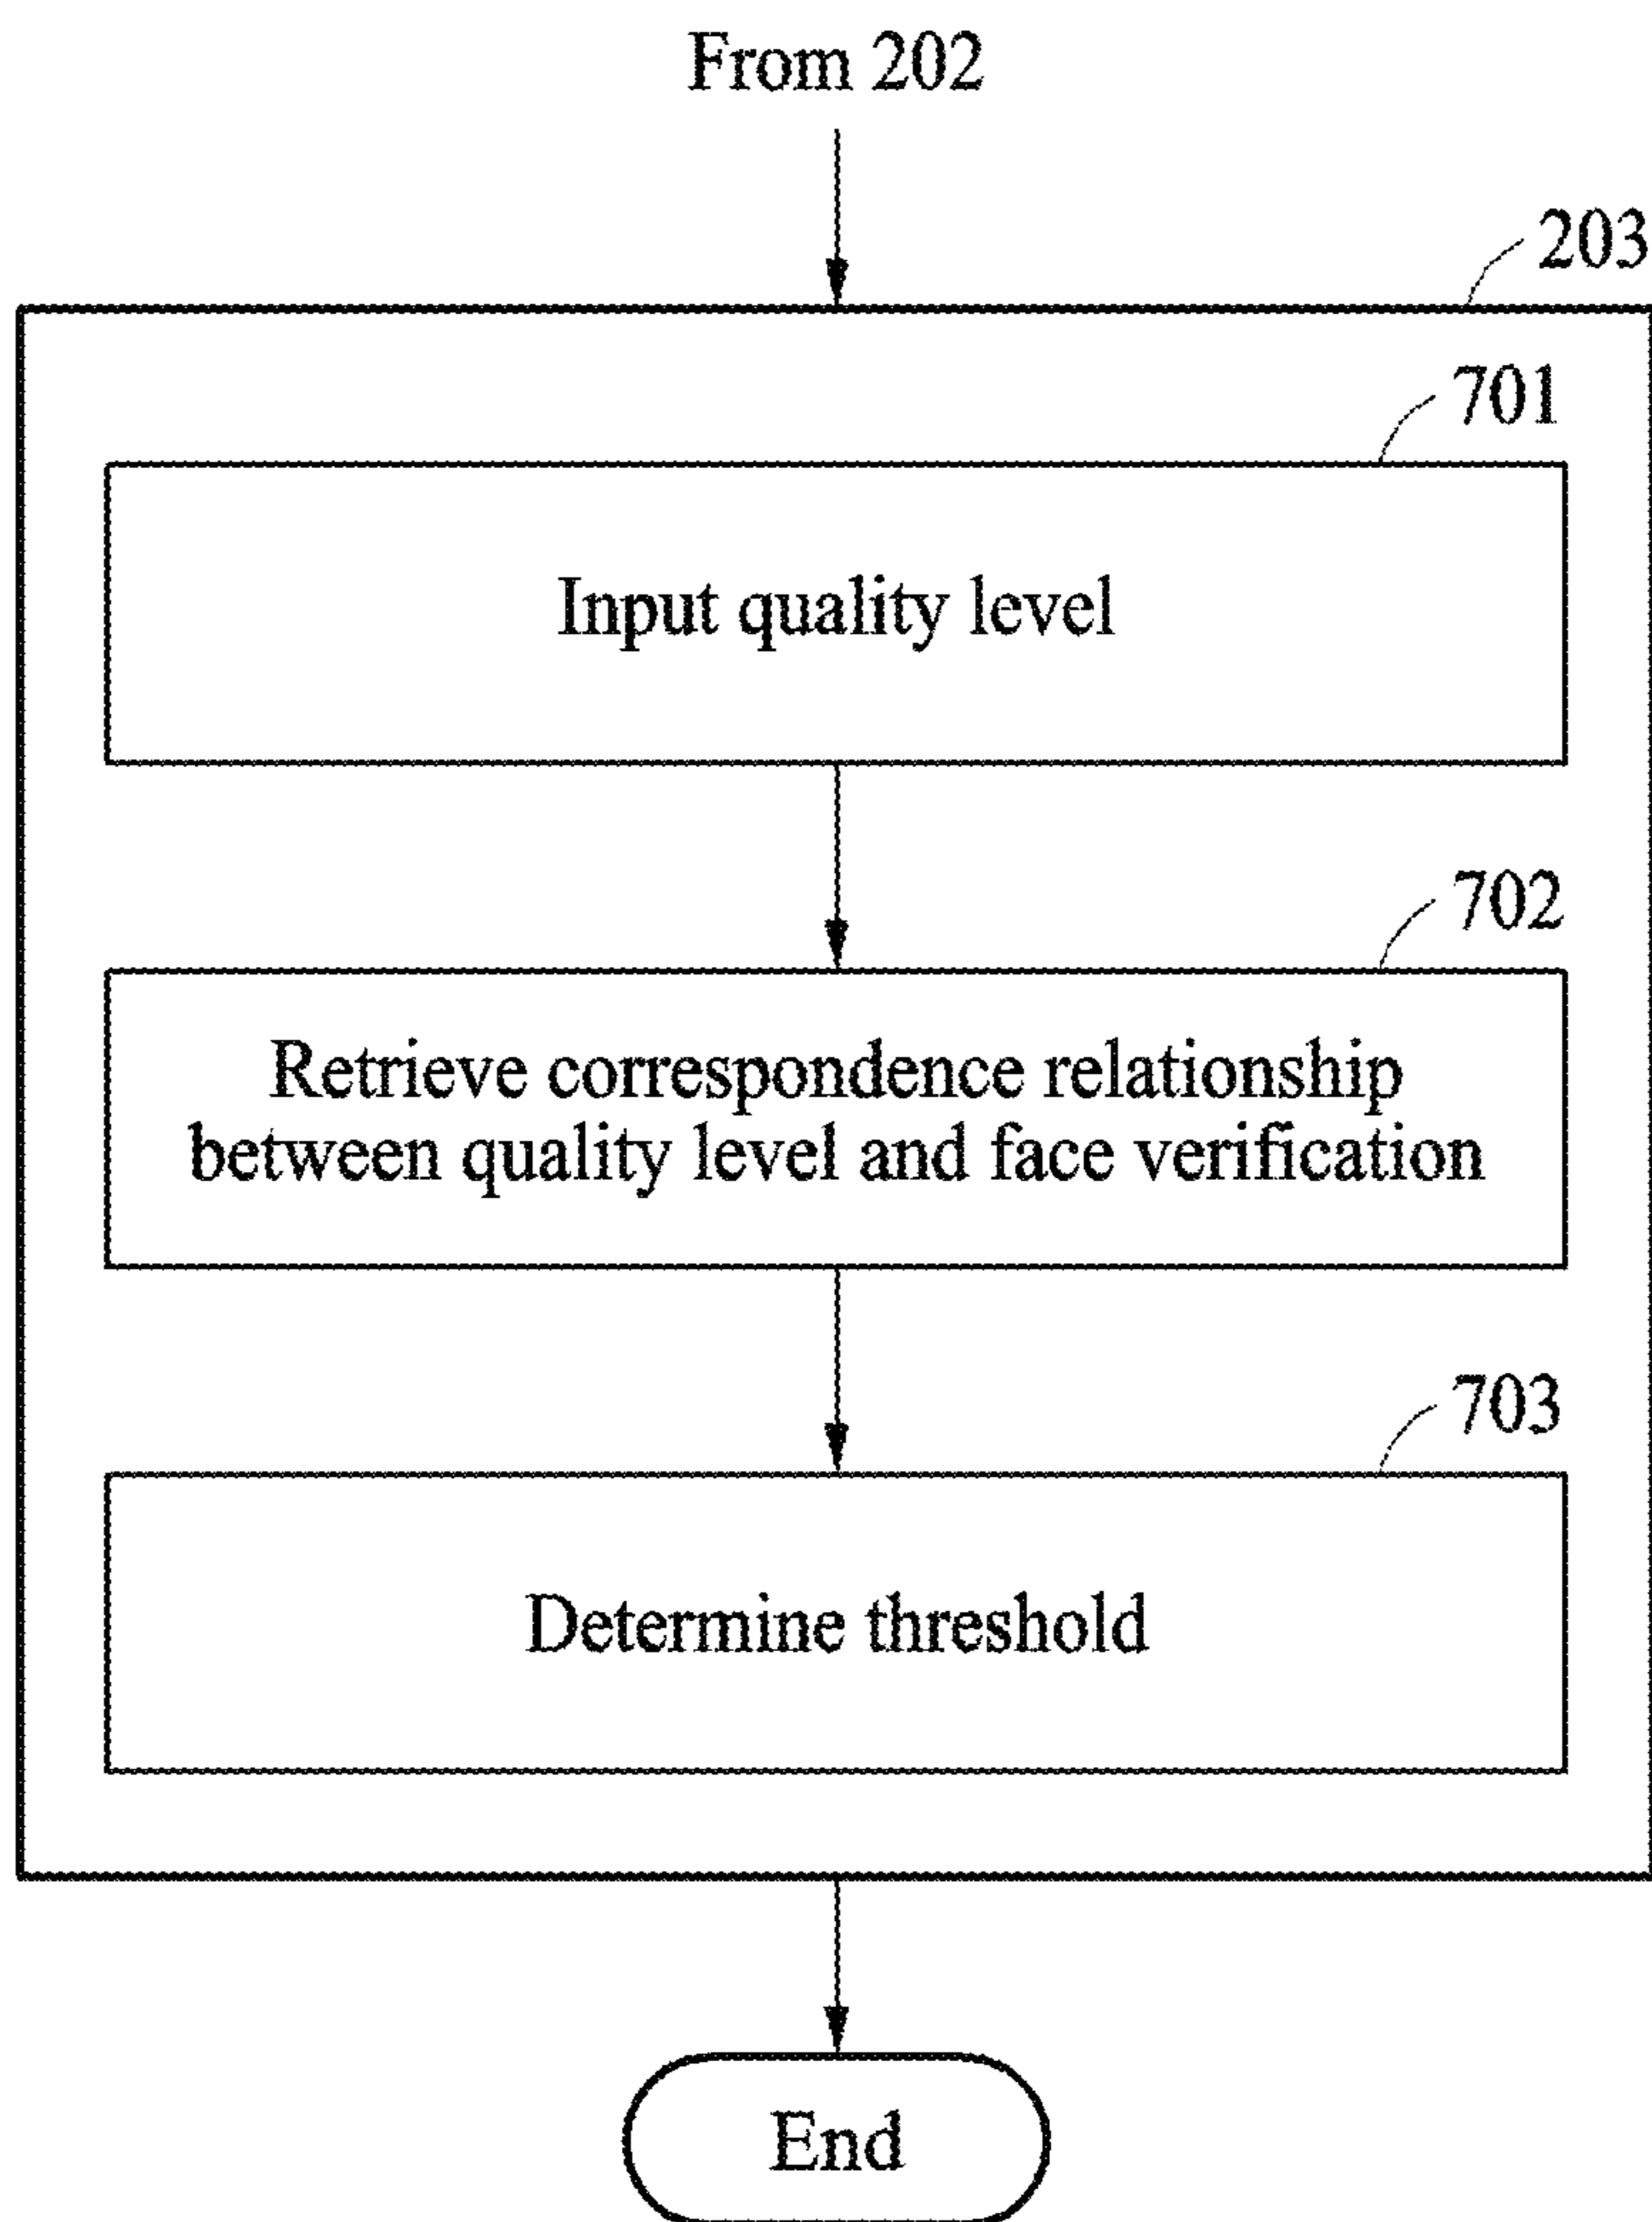 From 202
203
701
Input quality level
702
Retrieve correspondence relationship
between quality level and face verification
703
Determine threshold
End